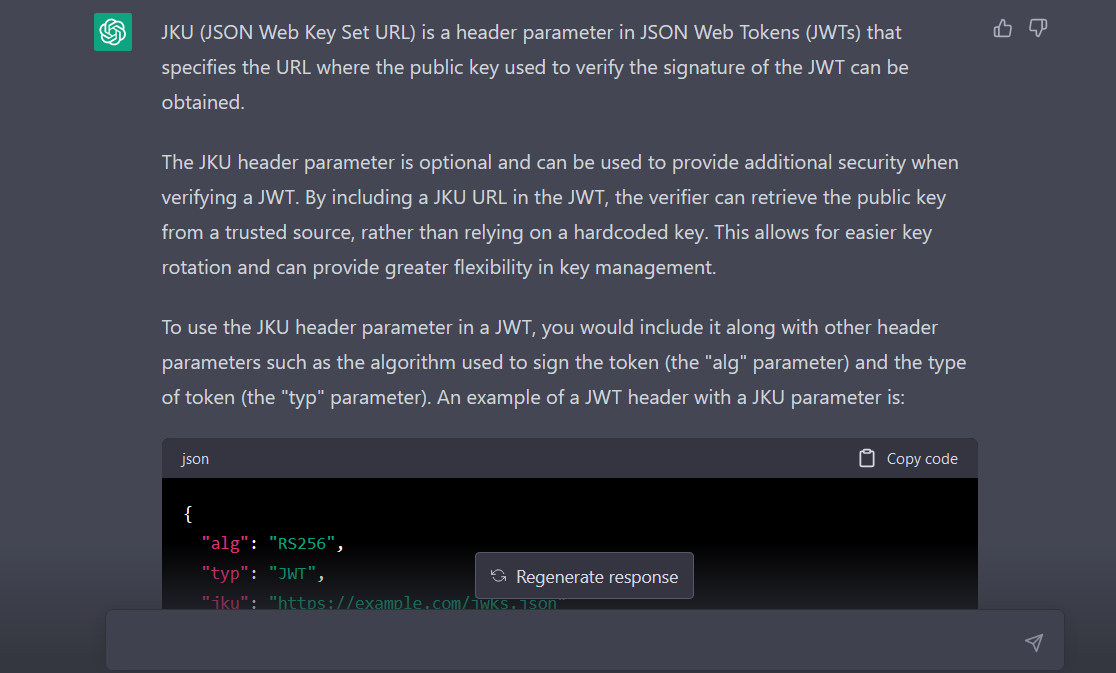 JKU (JSON Web Key Set URL) is a header parameter in JSON Web Tokens (JWTs) that
specifies the URL where the public key used to verify the signature of the JWT can be
obtained.
The JKU header parameter is optional and can be used to provide additional security when
verifying a JWT. By including a JKU URL in the JWT, the verifier can retrieve the public key
from a trusted source, rather than relying on a hardcoded key. This allows for easier key
rotation and can provide greater flexibility in key management.
To use the JKU header parameter in a JWT, you would include it along with other header
parameters such as the algorithm used to sign the token (the "alg" parameter) and the type
of token (the "typ" parameter). An example of a JWT header with a JKU parameter is:
json
Copy code
{
"alg": "RS256",
"typ": "JWT",
Regenerate response
"jku": "https://example.com/jwks.json"